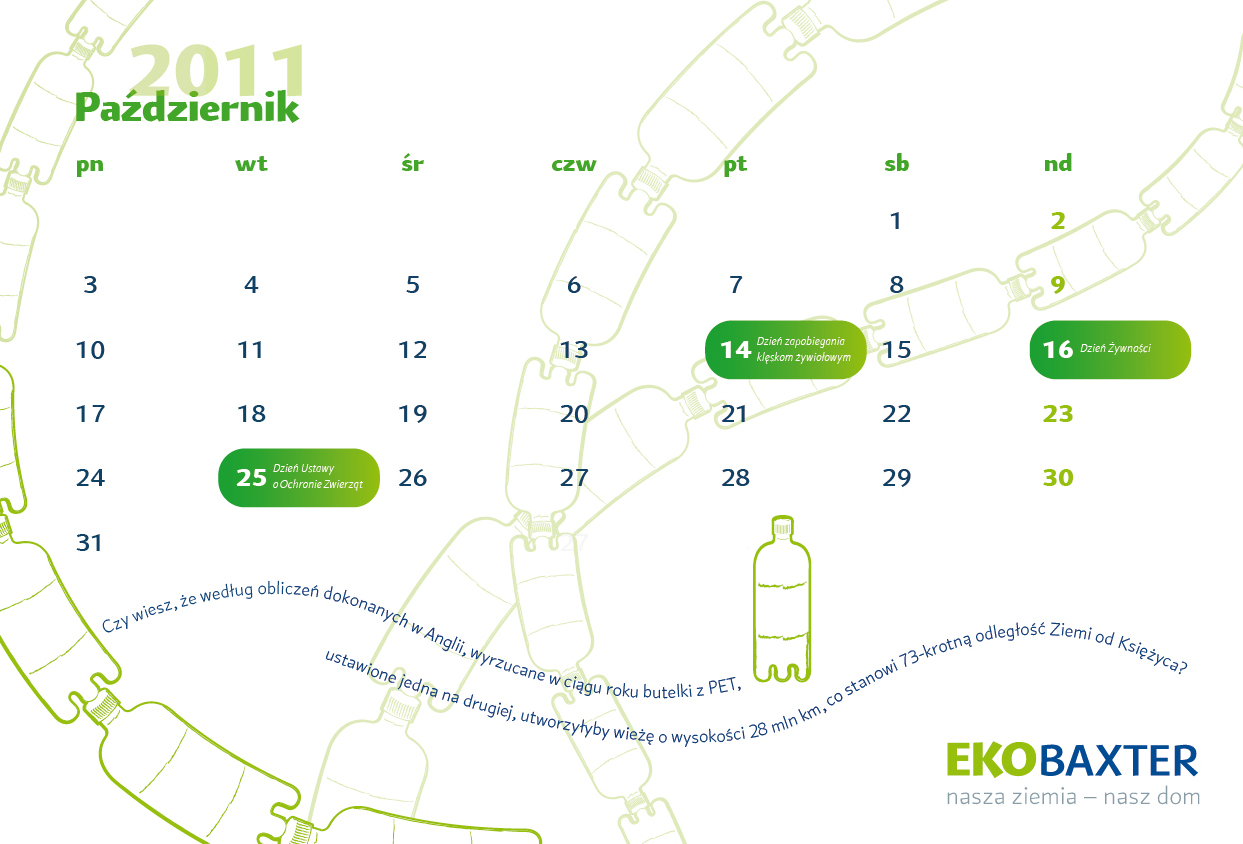 2011
Październik
pn wt śr czw pt sb nd
1 2
3 4 5 6 7 8 9
10 11 12 13 14 Dzień zapobiegania klęskom żywiołowym 15 16 Dzień Żywności
17 18 19 20 21 22 23
24 25 Dzień Ustawy o Ochronie Zwierząt 26 27 28 29 30
31 27
Czy wiesz, że według obliczeń dokonanych w Anglii, wyrzucane w ciągu roku butelki z PET,
ustawione jedna na drugiej, utworzyłyby wieżę o wysokości 28 mln km, co stanowi 73-krotną odległość Ziemi od Księżyca?
EKOBAXTER
nasza ziemia – nasz dom